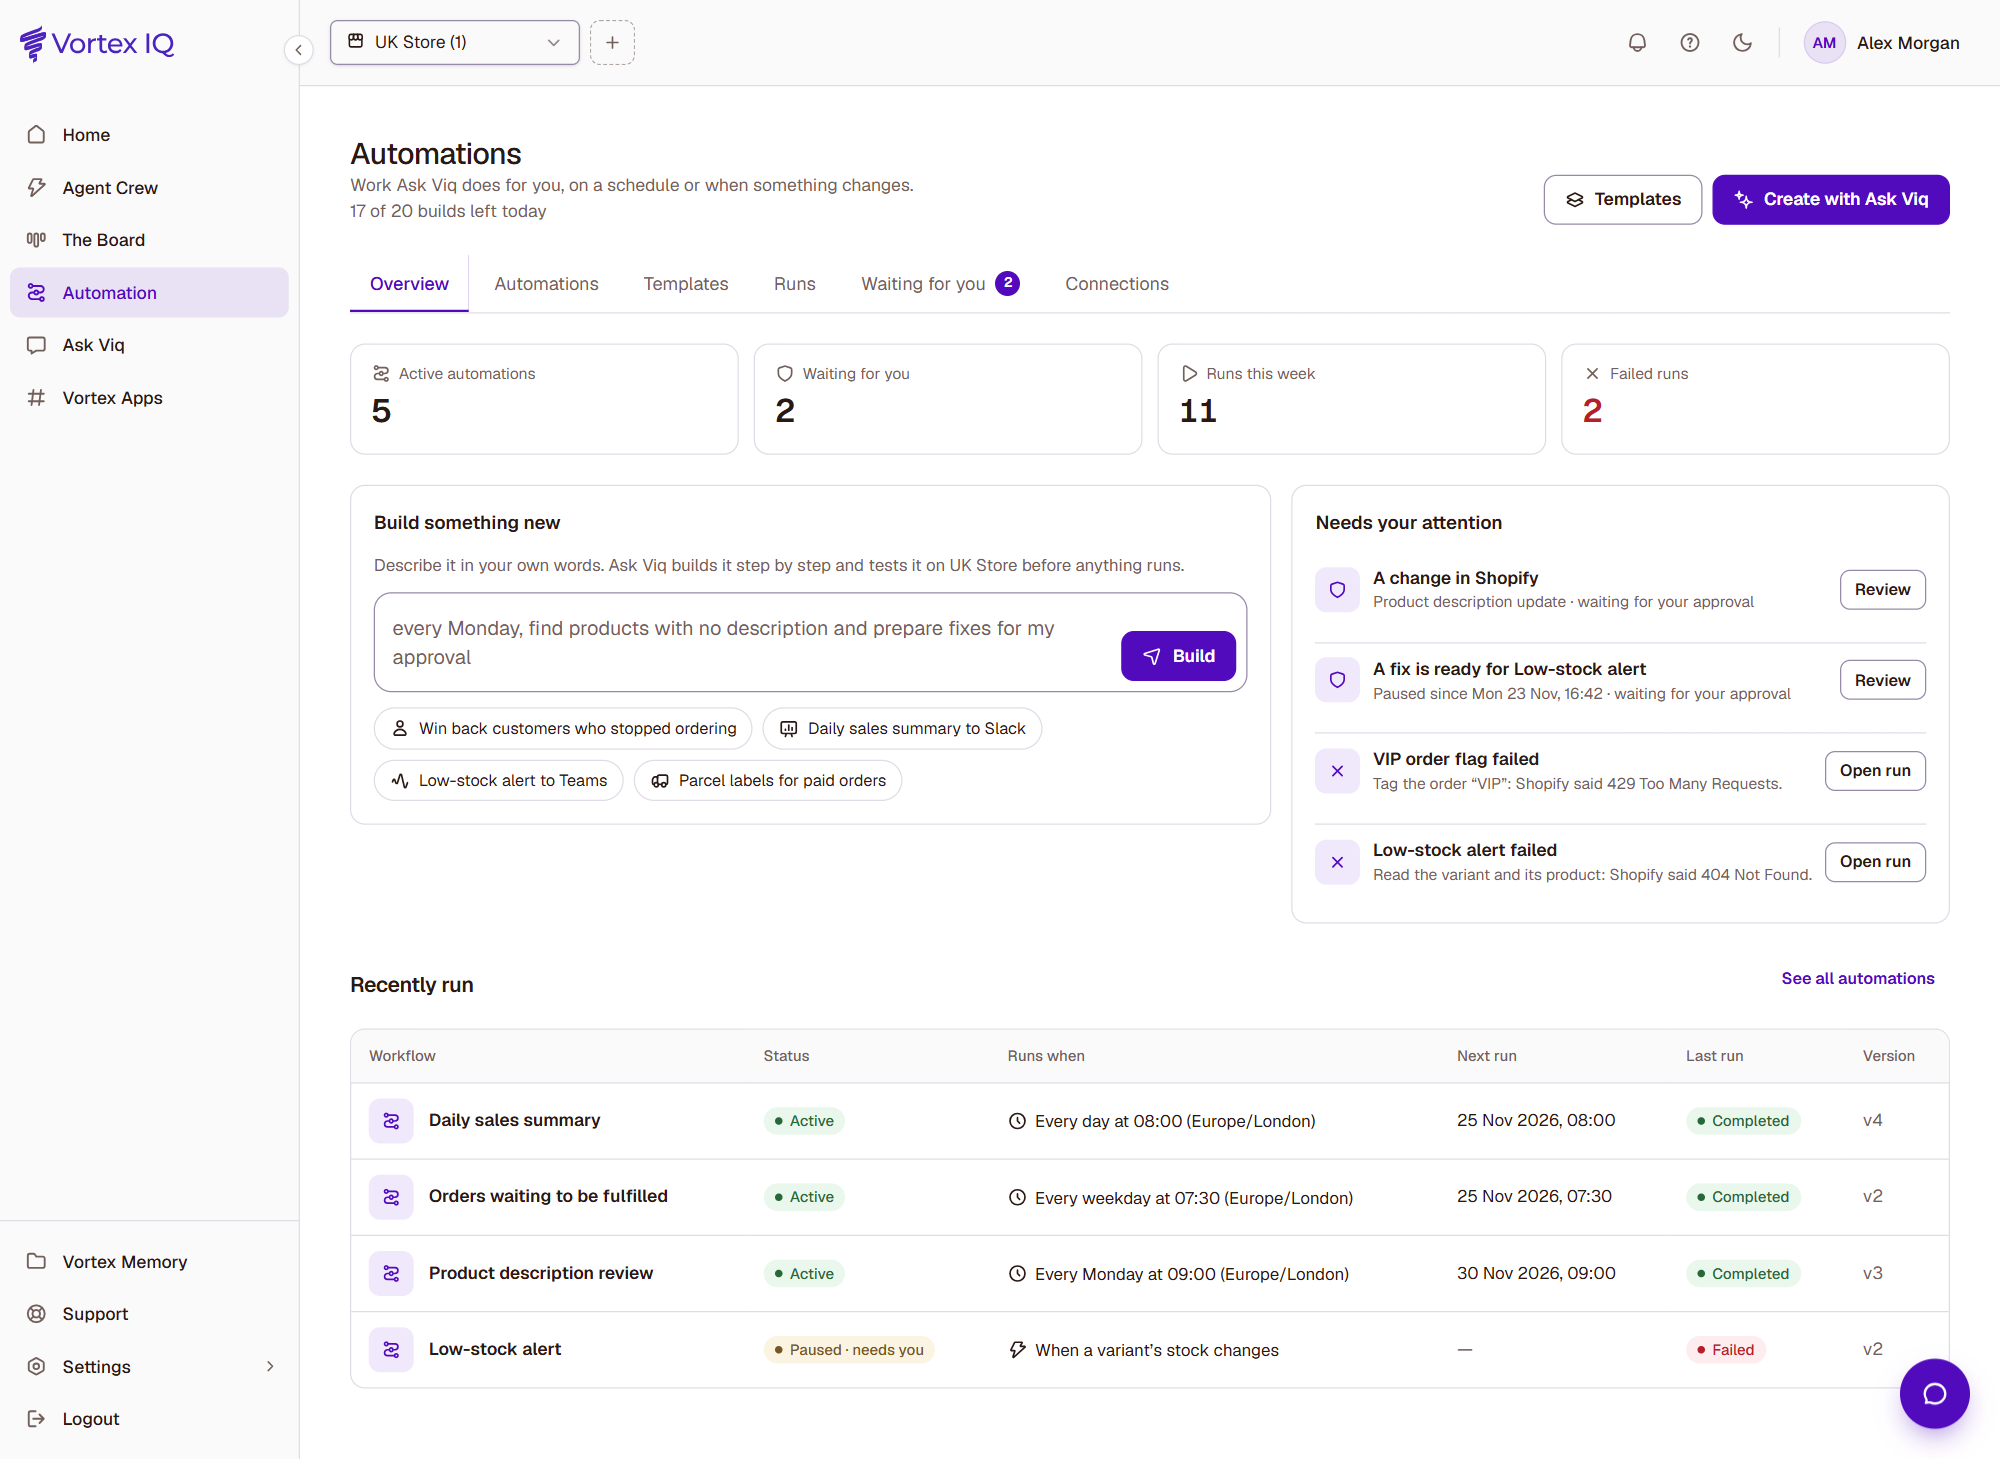 Vortex IQ
UK Store (1)
AM
Alex Morgan
Home
Agent Crew
The Board
Automation
Ask Viq
Vortex Apps
Vortex Memory
Support
Settings
Logout
Automations
Work Ask Viq does for you, on a schedule or when something changes.
17 of 20 builds left today
Templates
Create with Ask Viq
Overview
Automations
Templates
Runs
Waiting for you 2
Connections
Active automations
5
Waiting for you
2
Runs this week
11
Failed runs
2
Build something new
Describe it in your own words. Ask Viq builds it step by step and tests it on UK Store before anything runs.
every Monday, find products with no description and prepare fixes for my
approval
Build
Win back customers who stopped ordering
Daily sales summary to Slack
Low-stock alert to Teams
Parcel labels for paid orders
Needs your attention
A change in Shopify
Product description update · waiting for your approval
Review
A fix is ready for Low-stock alert
Paused since Mon 23 Nov, 16:42 · waiting for your approval
Review
VIP order flag failed
Tag the order “VIP”: Shopify said 429 Too Many Requests.
Open run
Low-stock alert failed
Read the variant and its product: Shopify said 404 Not Found.
Open run
Recently run
See all automations
Workflow Status Runs when Next run Last run Version
Daily sales summary Active Every day at 08:00 (Europe/London) 25 Nov 2026, 08:00 Completed v4
Orders waiting to be fulfilled Active Every weekday at 07:30 (Europe/London) 25 Nov 2026, 07:30 Completed v2
Product description review Active Every Monday at 09:00 (Europe/London) 30 Nov 2026, 09:00 Completed v3
Low-stock alert Paused · needs you When a variant’s stock changes — Failed v2